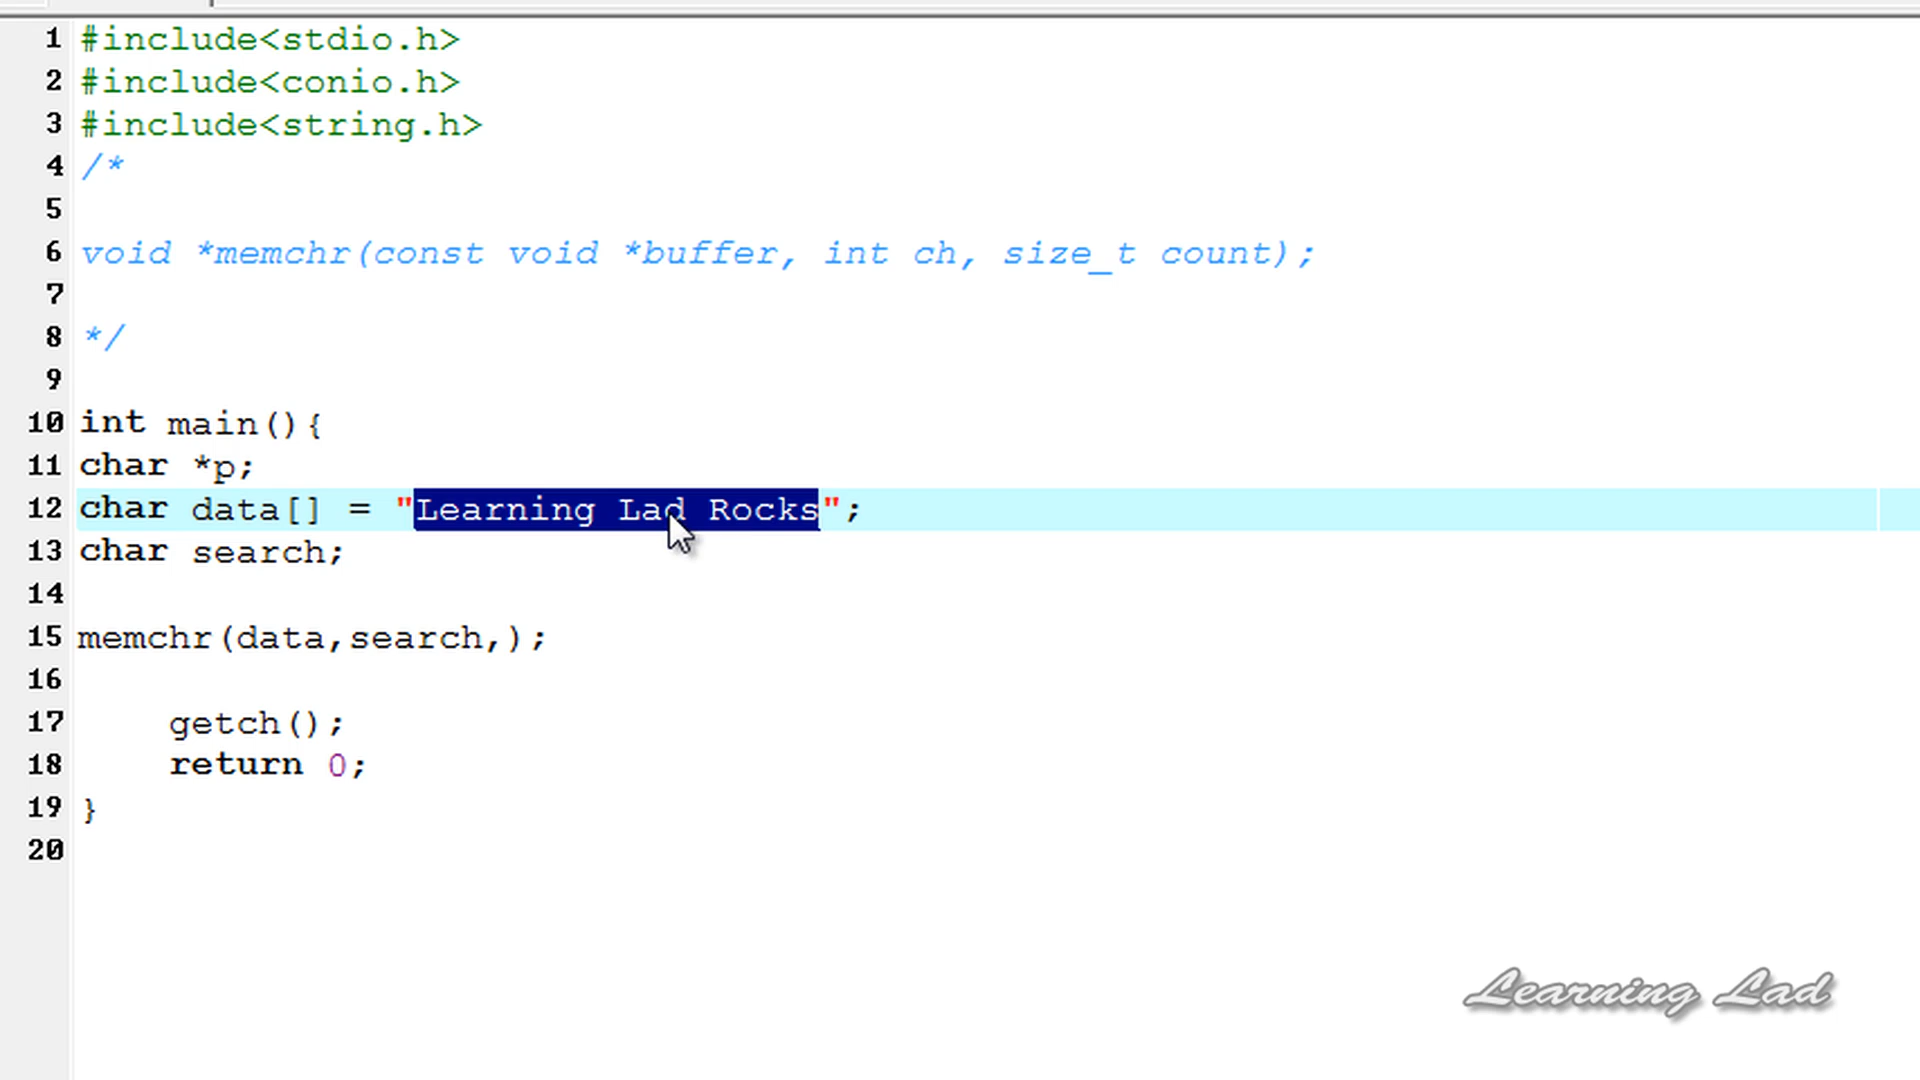 1 #include<stdio.h>
2 #include<conio.h>
3 #include<string.h>
4 /*
5
6 void *memchr(const void *buffer, int ch, size_t count);
7
8 */
9
10 int main(){
11 char *p;
12 char data[] = "Learning Lad Rocks";
13 char search;
14
15 memchr(data,search,);
16
17     getch();
18     return 0;
19 }
20
Learning Lad